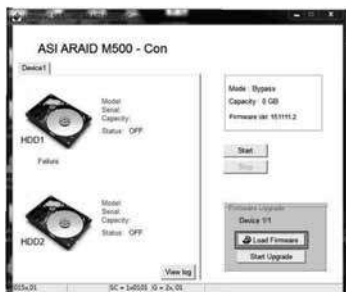 ASI ARAID M500 - Con
Device1
Model:
Serial:
Capacity:
Status: OFF
HDD1
Failure
Model:
Serial:
Capacity:
Status: OFF
HDD2
View log
Mode : Bypass
Capacity : 0 GB
Firmware ver: 151111.2
Start
Stop
Firmware Upgrade
Device 1/1
Load Firmware
Start Upgrade